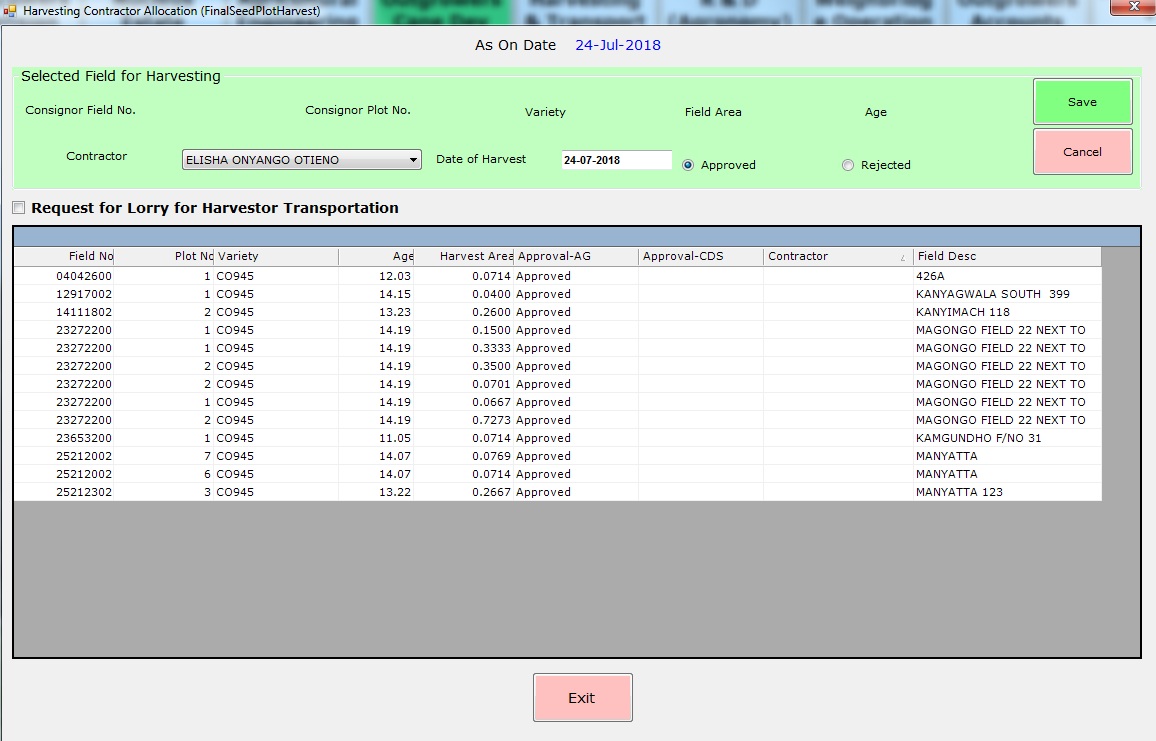 Harvesting Contractor Allocation (FinalSeedPlotHarvest)
As On Date 24-Jul-2018
Selected Field for Harvesting
Consignor Field No. Consignor Plot No. Variety Field Area Age
Save
Contractor ELISHA ONYANGO OTIENO Date of Harvest 24-07-2018 Approved Rejected
Cancel
Request for Lorry for Harvestor Transportation
Field No Plot No Variety Age Harvest Area Approval-AG Approval-CDS Contractor Field Desc
04042600 1 CO945 12.03 0.0714 Approved 426A
12917002 1 CO945 14.15 0.0400 Approved KANYAGWALA SOUTH 399
14111802 2 CO945 13.23 0.2600 Approved KANYIMACH 118
23272200 1 CO945 14.19 0.1500 Approved MAGONGO FIELD 22 NEXT TO
23272200 1 CO945 14.19 0.3333 Approved MAGONGO FIELD 22 NEXT TO
23272200 2 CO945 14.19 0.3500 Approved MAGONGO FIELD 22 NEXT TO
23272200 2 CO945 14.19 0.0701 Approved MAGONGO FIELD 22 NEXT TO
23272200 1 CO945 14.19 0.0667 Approved MAGONGO FIELD 22 NEXT TO
23272200 2 CO945 14.19 0.7273 Approved MAGONGO FIELD 22 NEXT TO
23653200 1 CO945 11.05 0.0714 Approved KAMGUNDHO F/NO 31
25212002 7 CO945 14.07 0.0769 Approved MANYATTA
25212002 6 CO945 14.07 0.0714 Approved MANYATTA
25212302 3 CO945 13.22 0.2667 Approved MANYATTA 123
Exit